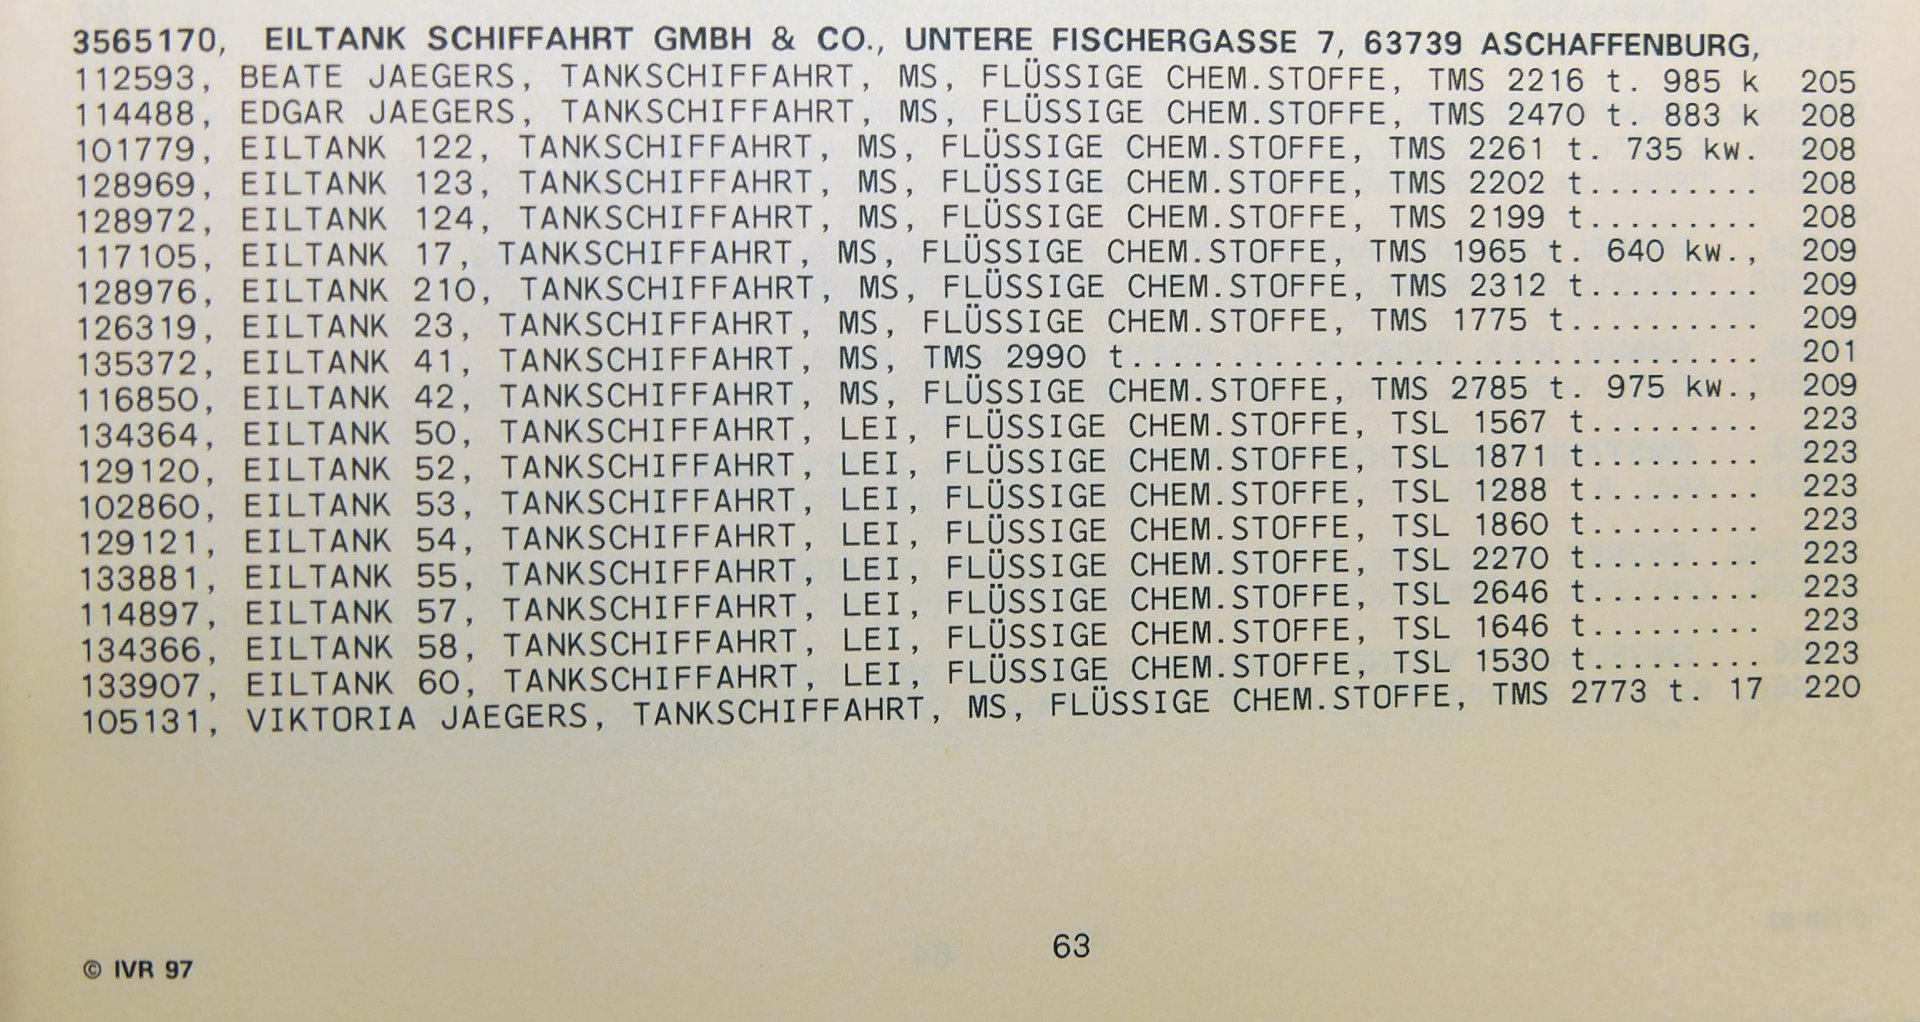 3565170, EILTANK SCHIFFAHRT GMBH & CO., UNTERE FISCHERGASSE 7, 63739 ASCHAFFENBURG,
112593, BEATE JAEGERS, TANKSCHIFFAHRT, MS, FLÜSSIGE CHEM.STOFFE, TMS 2216 t. 985 k 205
114488, EDGAR JAEGERS, TANKSCHIFFAHRT, MS, FLÜSSIGE CHEM.STOFFE, TMS 2470 t. 883 k 208
101779, EILTANK 122, TANKSCHIFFAHRT, MS, FLÜSSIGE CHEM.STOFFE, TMS 2261 t. 735 kw. 208
128969, EILTANK 123, TANKSCHIFFAHRT, MS, FLÜSSIGE CHEM.STOFFE, TMS 2202 t......... 208
128972, EILTANK 124, TANKSCHIFFAHRT, MS, FLÜSSIGE CHEM.STOFFE, TMS 2199 t......... 208
117105, EILTANK 17, TANKSCHIFFAHRT, MS, FLÜSSIGE CHEM.STOFFE, TMS 1965 t. 640 kw., 209
128976, EILTANK 210, TANKSCHIFFAHRT, MS, FLÜSSIGE CHEM.STOFFE, TMS 2312 t......... 209
126319, EILTANK 23, TANKSCHIFFAHRT, MS, FLÜSSIGE CHEM.STOFFE, TMS 1775 t.......... 209
135372, EILTANK 41, TANKSCHIFFAHRT, MS, TMS 2990 t................................. 201
116850, EILTANK 42, TANKSCHIFFAHRT, MS, FLÜSSIGE CHEM.STOFFE, TMS 2785 t. 975 kw., 209
134364, EILTANK 50, TANKSCHIFFAHRT, LEI, FLÜSSIGE CHEM.STOFFE, TSL 1567 t......... 223
129120, EILTANK 52, TANKSCHIFFAHRT, LEI, FLÜSSIGE CHEM.STOFFE, TSL 1871 t......... 223
102860, EILTANK 53, TANKSCHIFFAHRT, LEI, FLÜSSIGE CHEM.STOFFE, TSL 1288 t......... 223
129121, EILTANK 54, TANKSCHIFFAHRT, LEI, FLÜSSIGE CHEM.STOFFE, TSL 1860 t......... 223
133881, EILTANK 55, TANKSCHIFFAHRT, LEI, FLÜSSIGE CHEM.STOFFE, TSL 2270 t......... 223
114897, EILTANK 57, TANKSCHIFFAHRT, LEI, FLÜSSIGE CHEM.STOFFE, TSL 2646 t......... 223
134366, EILTANK 58, TANKSCHIFFAHRT, LEI, FLÜSSIGE CHEM.STOFFE, TSL 1646 t......... 223
133907, EILTANK 60, TANKSCHIFFAHRT, LEI, FLÜSSIGE CHEM.STOFFE, TSL 1530 t......... 223
105131, VIKTORIA JAEGERS, TANKSCHIFFAHRT, MS, FLÜSSIGE CHEM.STOFFE, TMS 2773 t. 17 220
63
© IVR 97